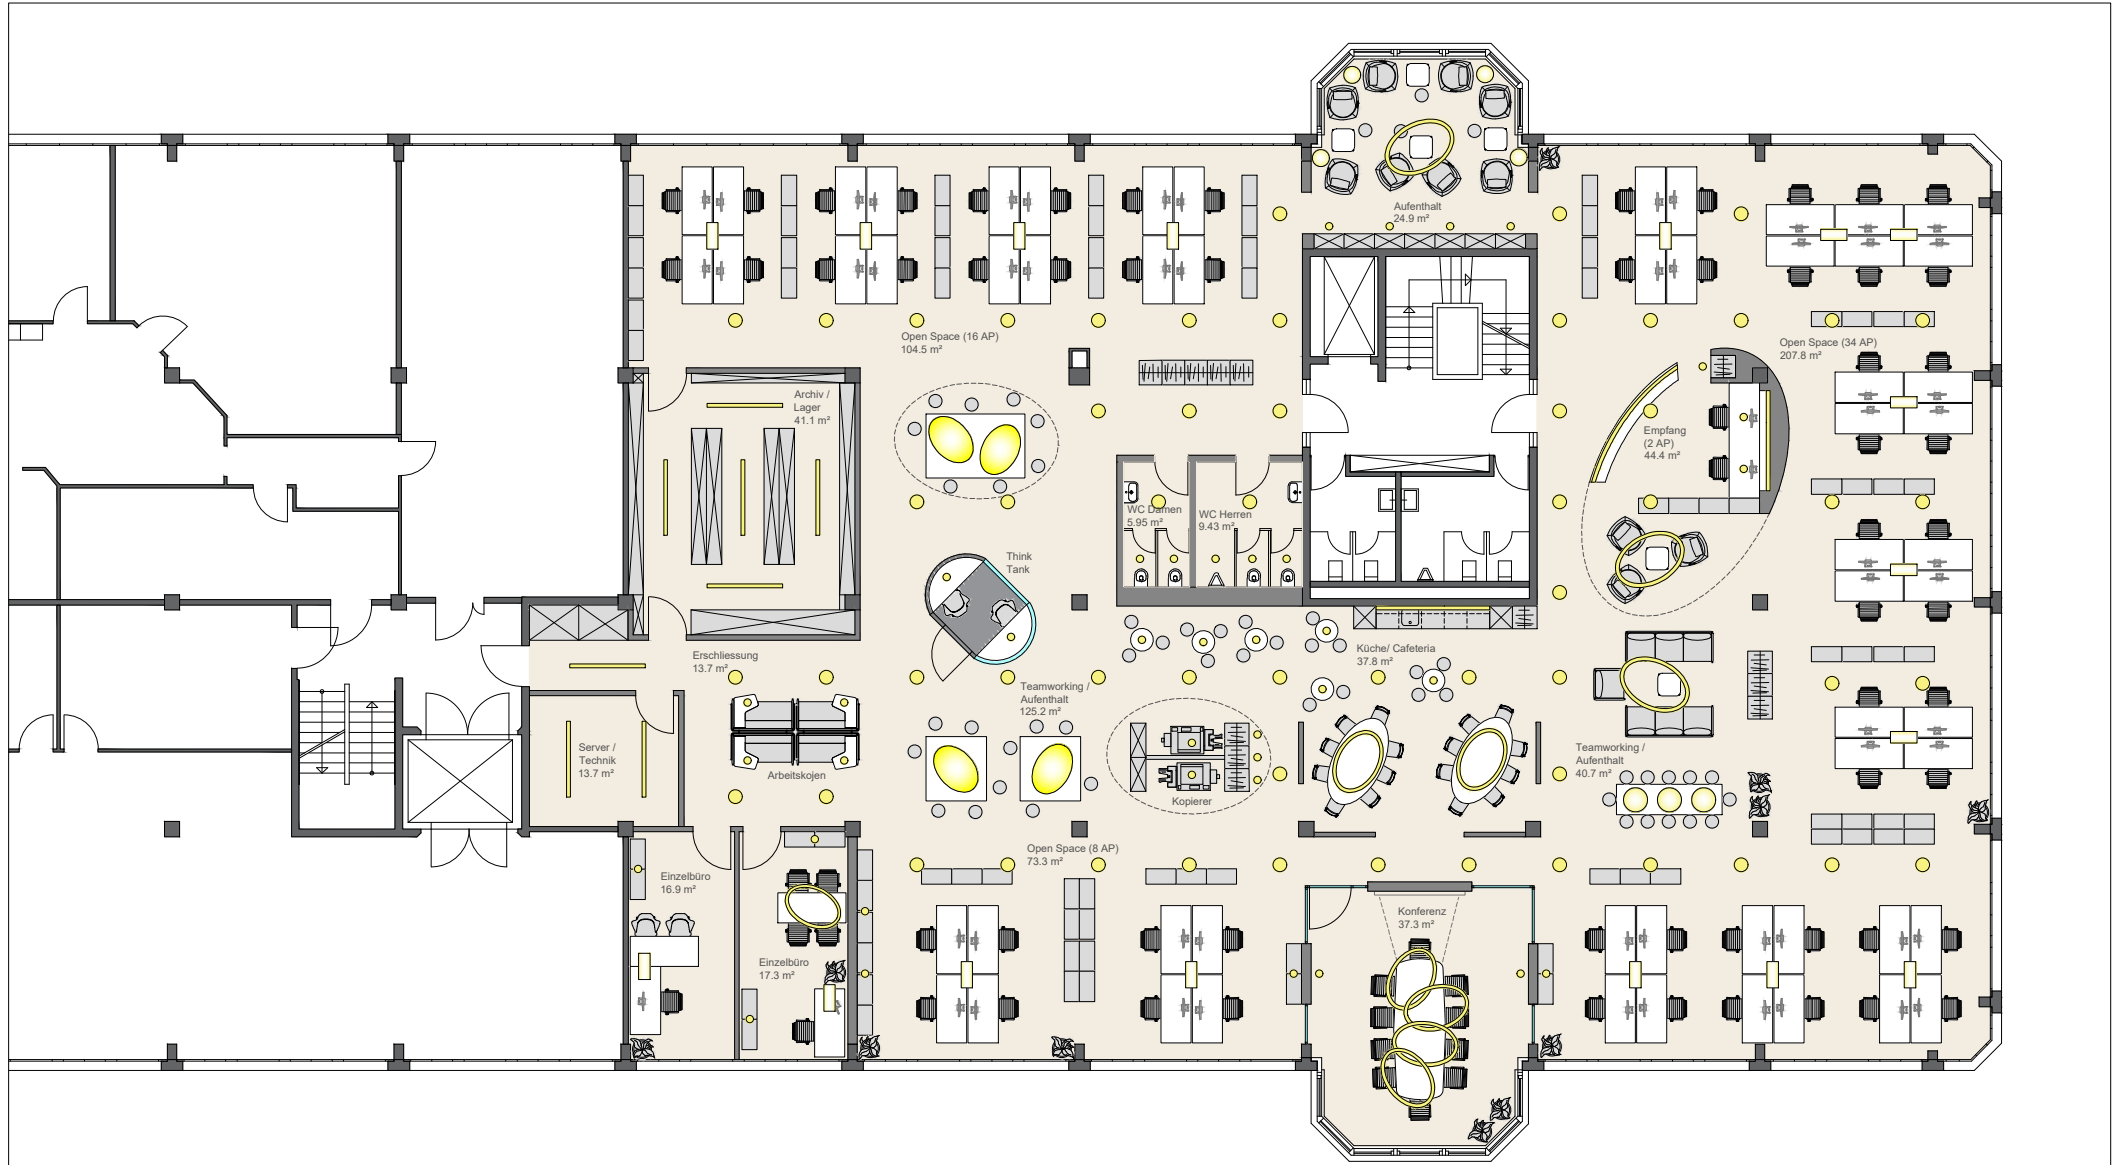 Aufenthalt
24.9 m²
Open Space (16 AP)
104.5 m²
Open Space (34 AP)
207.8 m²
Archiv /
Lager
41.1 m²
Empfang
(2 AP)
44.4 m²
WC Damen
5.95 m²
WC Herren
9.43 m²
Think
Tank
Erschliessung
13.7 m²
Küche/ Cafeteria
37.8 m²
Teamworking /
Aufenthalt
125.2 m²
Server /
Technik
13.7 m²
Arbeitskojen
Kopierer
Teamworking /
Aufenthalt
40.7 m²
Open Space (8 AP)
73.3 m²
Einzelbüro
16.9 m²
Einzelbüro
17.3 m²
Konferenz
37.3 m²